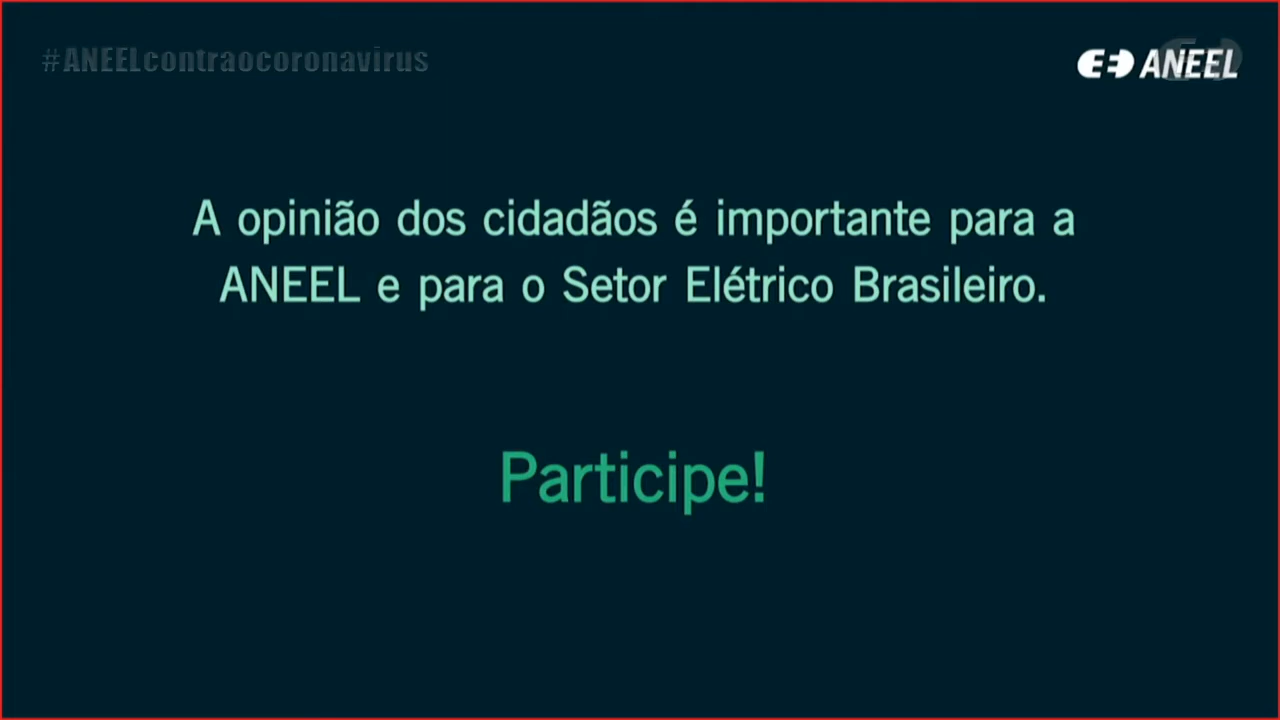 #ANEELcontraocoronavirus
ANEEL
A opinião dos cidadãos é importante para a
ANEEL e para o Setor Elétrico Brasileiro.
Participe!